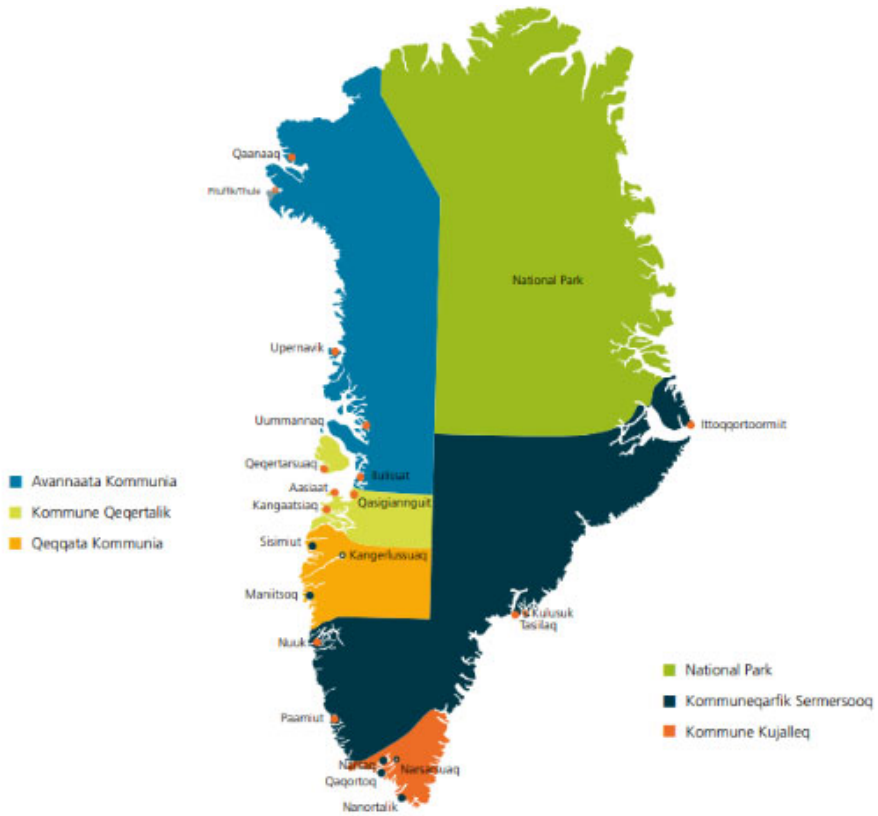 Qaanaaq
Pituffik/Thule
National Park
Upernavik
Uummannaq
Ittoqqortoormiit
Qeqertarsuaq
Ilulissat
Avannaata Kommunia
Aasiaat
Qasigiannguit
Kommune Qeqertalik
Kangaatsiaq
Qeqqata Kommunia
Sisimiut
Kangerlussuaq
Maniitsoq
Kulusuk
Tasiilaq
Nuuk
National Park
Kommuneqarfik Sermersooq
Paamiut
Kommune Kujalleq
Narsaq
Narsarsuaq
Qaqortoq
Nanortalik